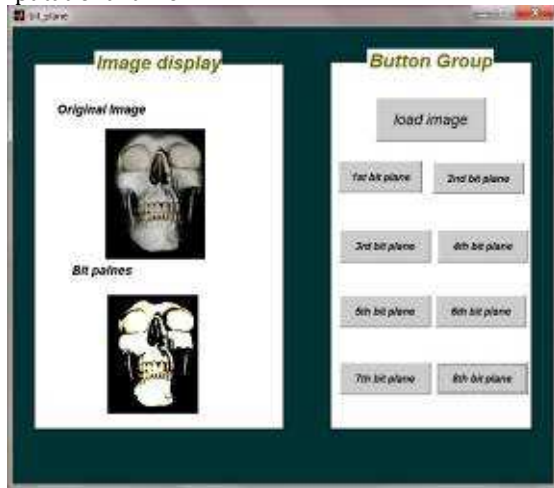 bit_plane
Image display
Original Image
Bit palnes
Button Group
load image
1st bit plane
2nd bit plane
3rd bit plane
4th bit plane
5th bit plane
6th bit plane
7th bit plane
8th bit plane